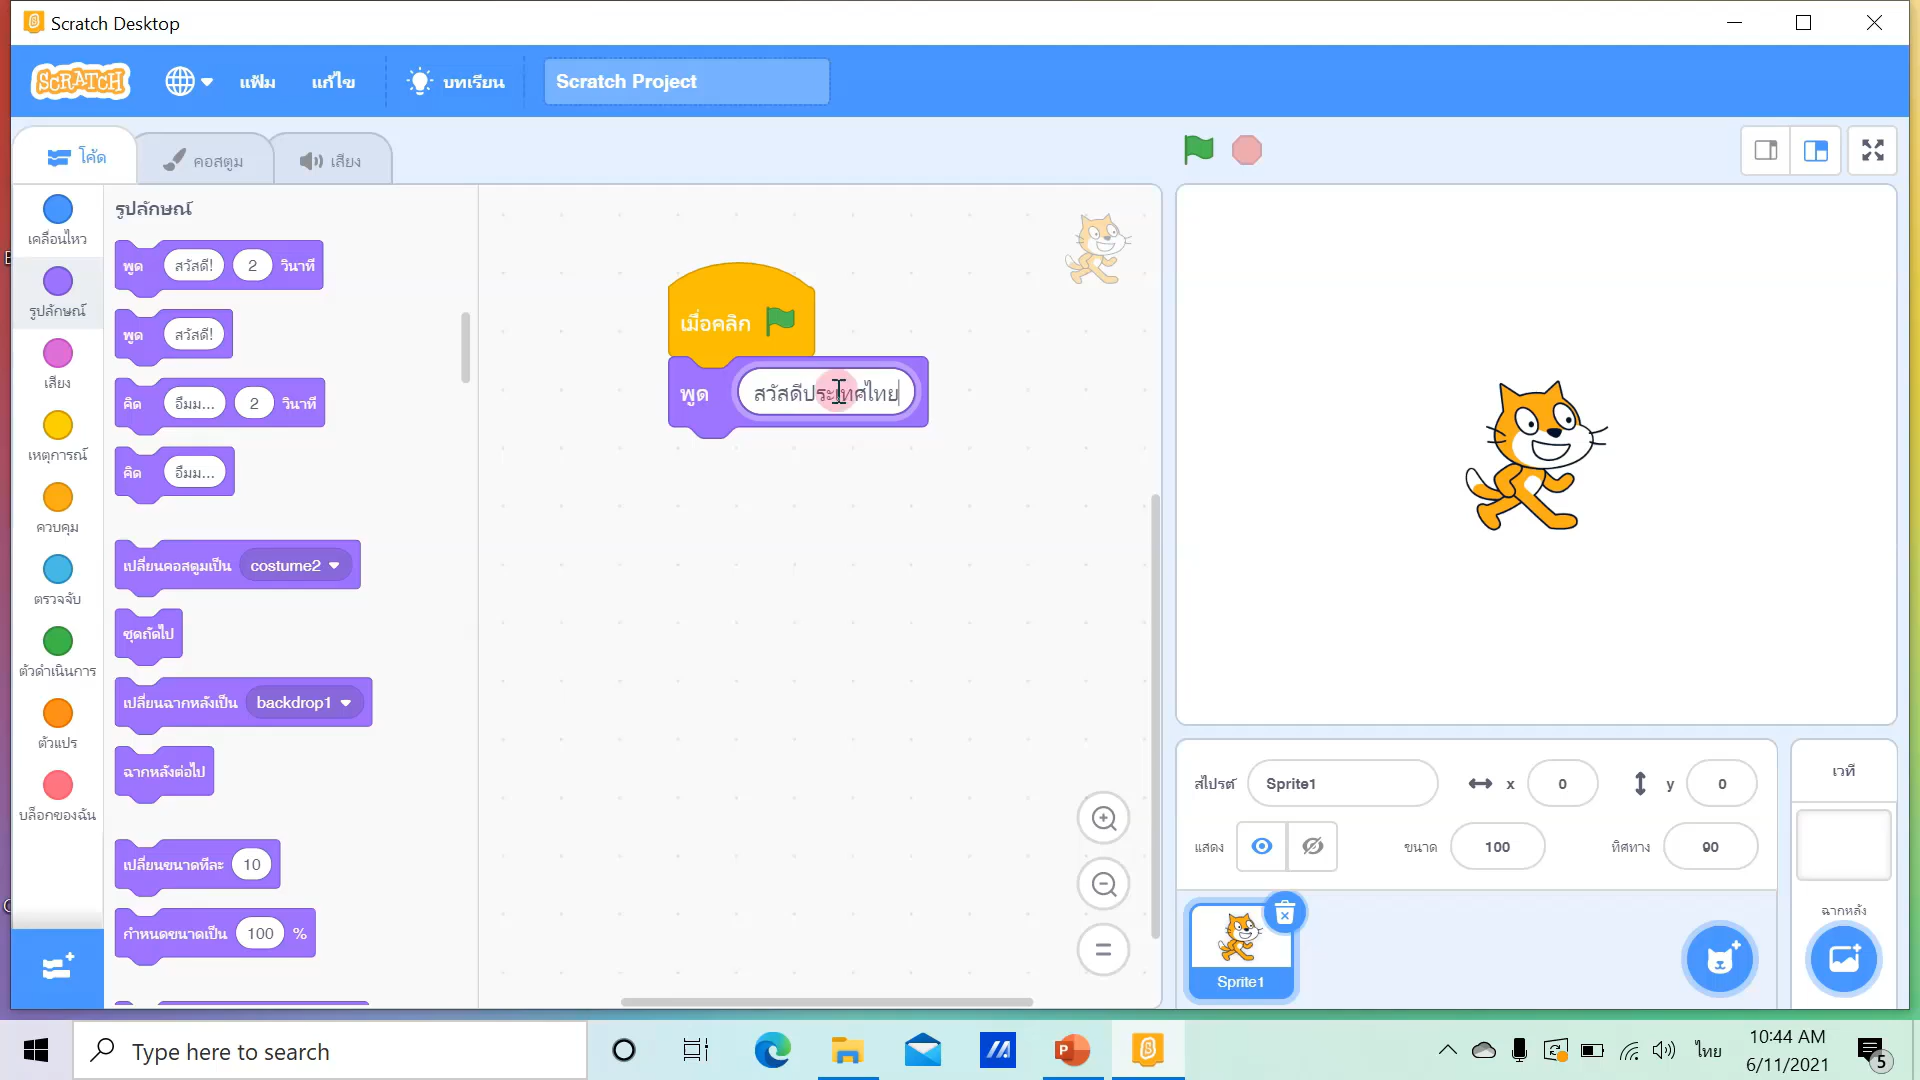 Scratch Desktop
SCRATCH
แฟ้ม
แก้ไข
บทเรียน
Scratch Project
โค้ด
คอสตูม
เสียง
เคลื่อนไหว
รูปลักษณ์
เสียง
เหตุการณ์
ควบคุม
ตรวจจับ
ตัวดำเนินการ
ตัวแปร
บล็อกของฉัน
รูปลักษณ์
พูด สวัสดี! 2 วินาที
พูด สวัสดี!
คิด อืมม... 2 วินาที
คิด อืมม...
เปลี่ยนคอสตูมเป็น costume2
ชุดถัดไป
เปลี่ยนฉากหลังเป็น backdrop1
ฉากหลังต่อไป
เปลี่ยนขนาดทีละ 10
กำหนดขนาดเป็น 100 %
เมื่อคลิก
พูด สวัสดีประเทศไทย
สไปรต์ Sprite1 x 0 y 0
แสดง ขนาด 100 ทิศทาง 90
Sprite1
เวที
ฉากหลัง
Type here to search
ไทย
10:44 AM
6/11/2021
5